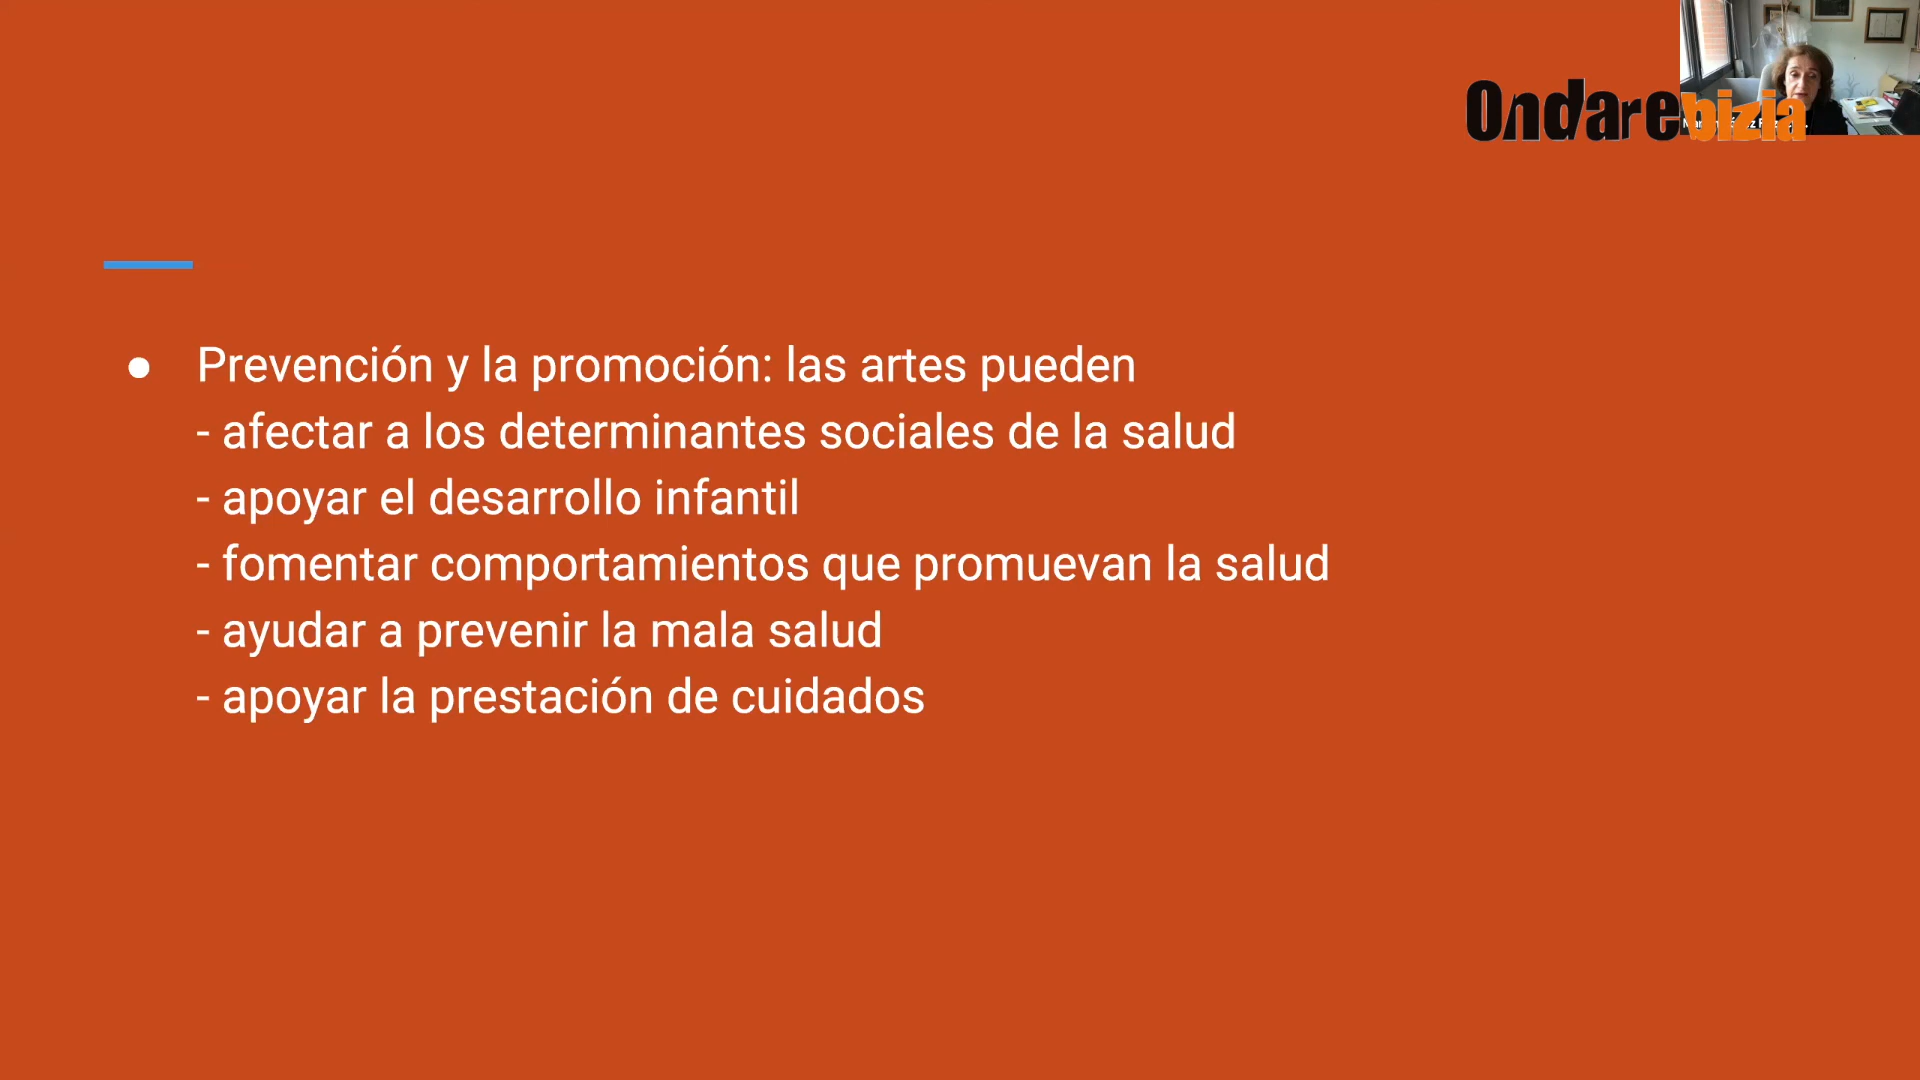 Ondarebizia
● Prevención y la promoción: las artes pueden
- afectar a los determinantes sociales de la salud
- apoyar el desarrollo infantil
- fomentar comportamientos que promuevan la salud
- ayudar a prevenir la mala salud
- apoyar la prestación de cuidados